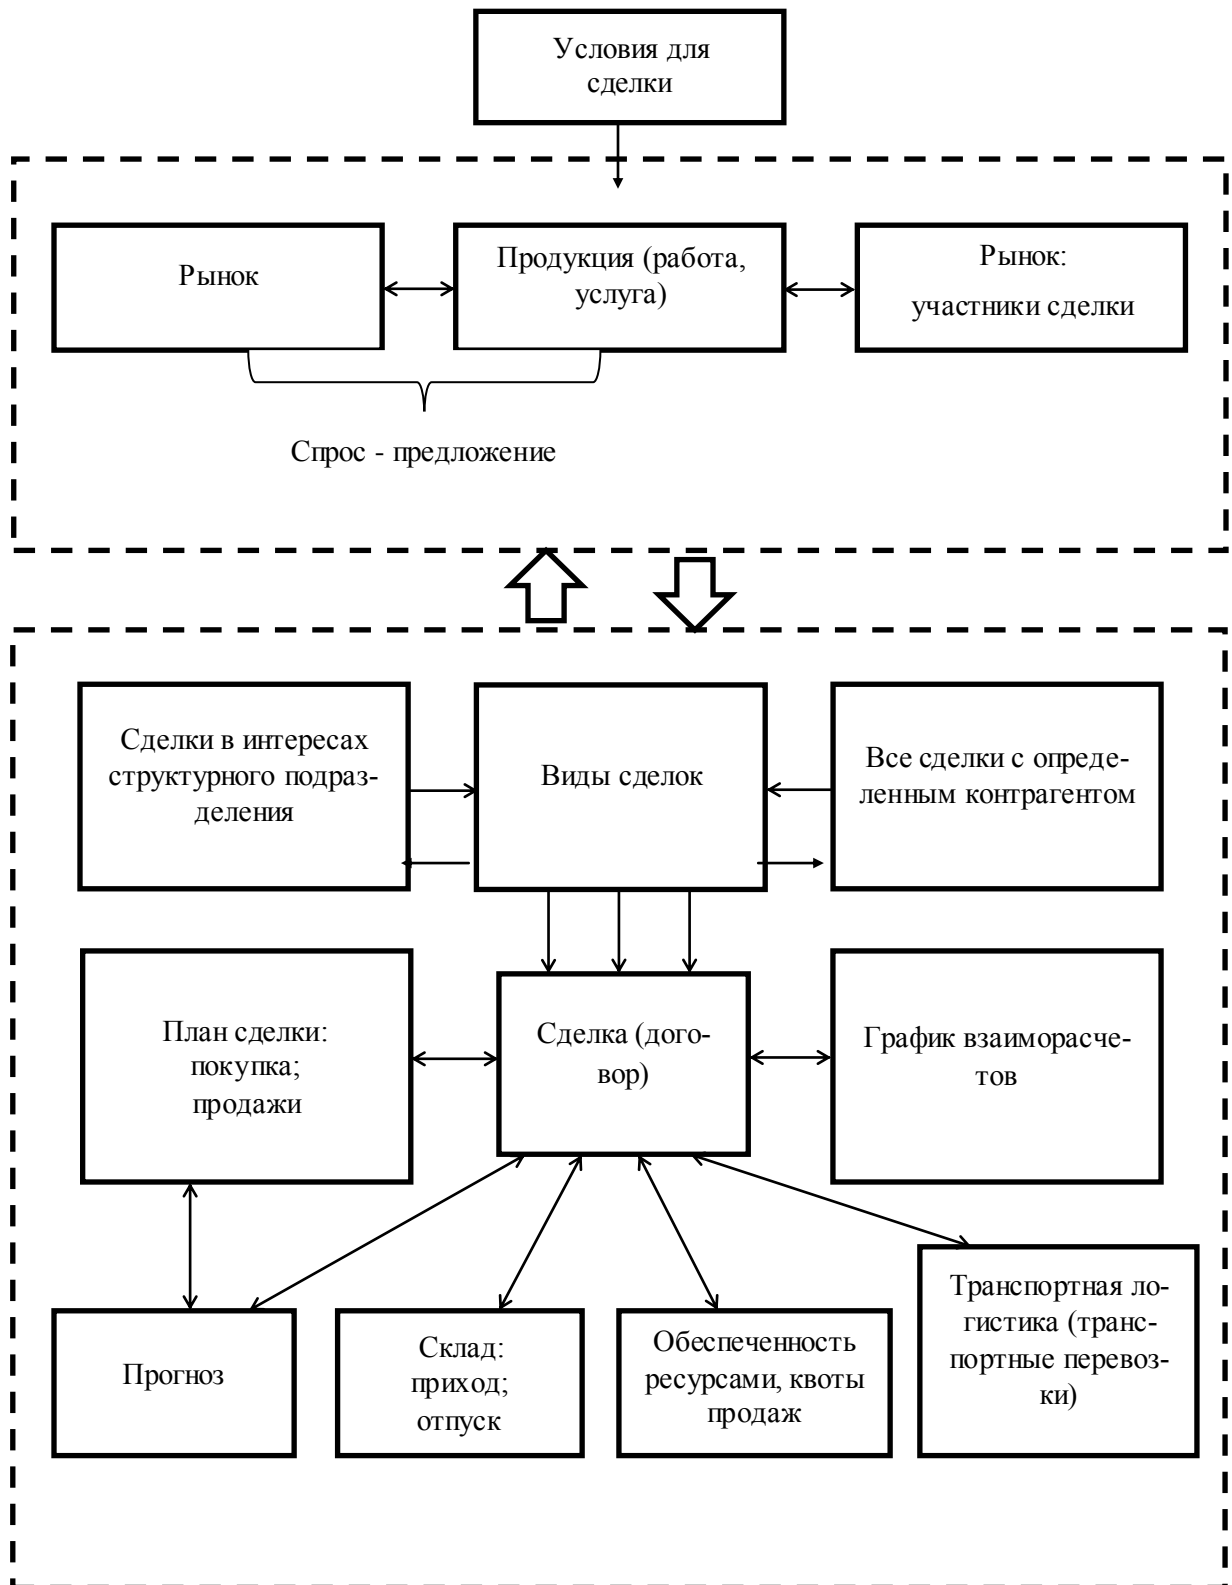 Условия для
сделки
Рынок
Продукция (работа,
услуга)
Рынок:
участники сделки
Спрос - предложение
Сделки в интересах
структурного подраз-
деления
Виды сделок
Все сделки с опреде-
ленным контрагентом
План сделки:
покупка;
продажи
Сделка (дого-
вор)
График взаиморасче-
тов
Прогноз
Склад:
приход;
отпуск
Обеспеченность
ресурсами, квоты
продаж
Транспортная ло-
гистика (транс-
портные перевоз-
ки)